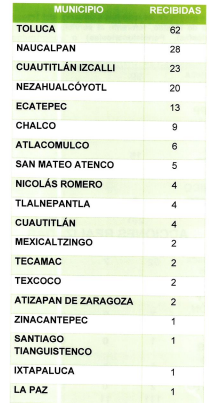 MUNICIPIO RECIBIDAS
TOLUCA 62
NAUCALPAN 28
CUAUTITLÁN IZCALLI 23
NEZAHUALCÓYOTL 20
ECATEPEC 13
CHALCO 9
ATLACOMULCO 6
SAN MATEO ATENCO 5
NICOLÁS ROMERO 4
TLALNEPANTLA 4
CUAUTITLÁN 4
MEXICALTZINGO 2
TECAMAC 2
TEXCOCO 2
ATIZAPAN DE ZARAGOZA 2
ZINACANTEPEC 1
SANTIAGO 1
TIANGUISTENCO
IXTAPALUCA 1
LA PAZ 1